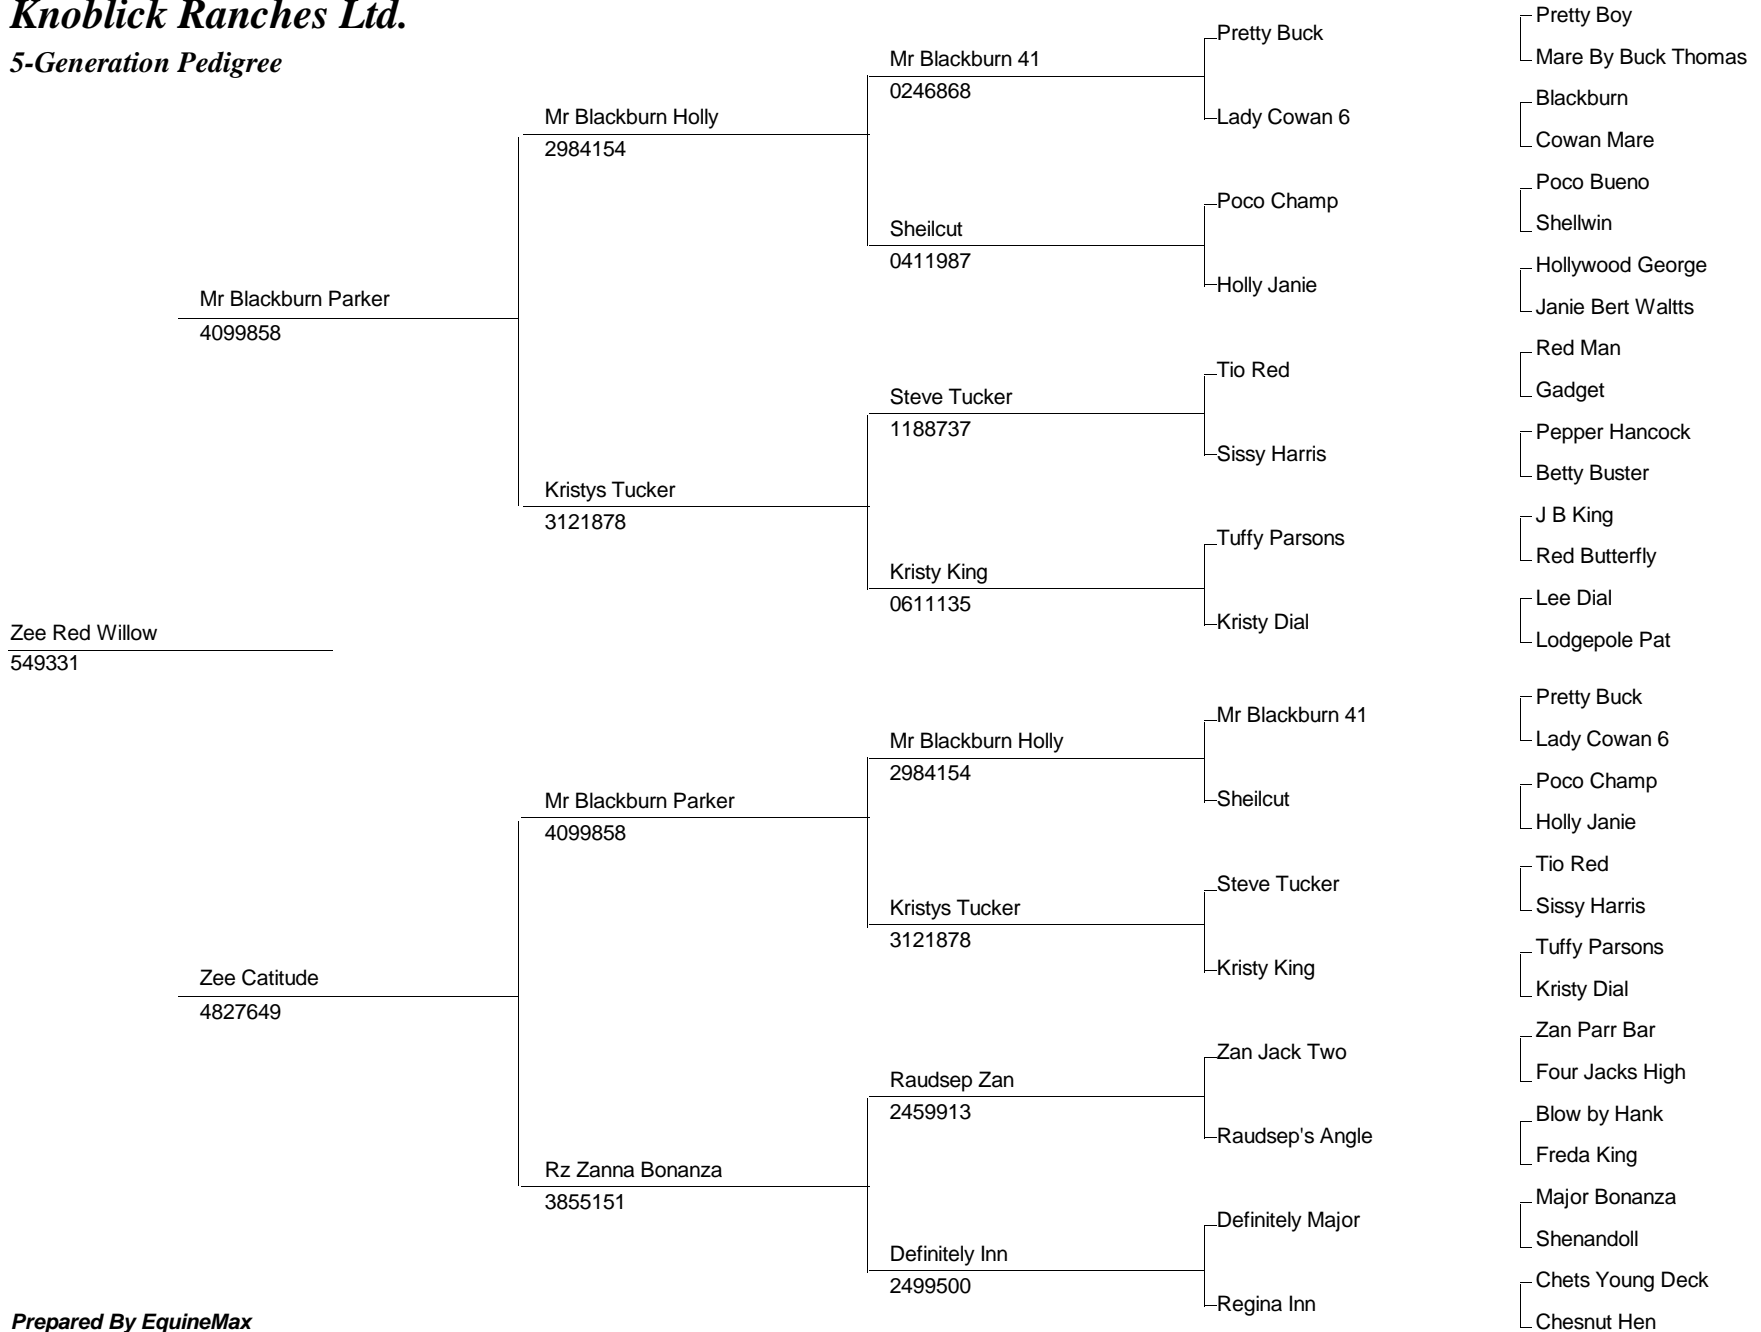 Knoblick Ranches Ltd.
5-Generation Pedigree
Zee Red Willow
549331
Mr Blackburn Parker
4099858
Zee Catitude
4827649
Mr Blackburn Holly
2984154
Kristys Tucker
3121878
Mr Blackburn Parker
4099858
Rz Zanna Bonanza
3855151
Mr Blackburn 41
0246868
Sheilcut
0411987
Steve Tucker
1188737
Kristy King
0611135
Mr Blackburn Holly
2984154
Kristys Tucker
3121878
Raudsep Zan
2459913
Definitely Inn
2499500
Pretty Buck
Lady Cowan 6
Poco Champ
Holly Janie
Tio Red
Sissy Harris
Tuffy Parsons
Kristy Dial
Mr Blackburn 41
Sheilcut
Steve Tucker
Kristy King
Zan Jack Two
Raudsep's Angle
Definitely Major
Regina Inn
Pretty Boy
Mare By Buck Thomas
Blackburn
Cowan Mare
Poco Bueno
Shellwin
Hollywood George
Janie Bert Waltts
Red Man
Gadget
Pepper Hancock
Betty Buster
J B King
Red Butterfly
Lee Dial
Lodgepole Pat
Pretty Buck
Lady Cowan 6
Poco Champ
Holly Janie
Tio Red
Sissy Harris
Tuffy Parsons
Kristy Dial
Zan Parr Bar
Four Jacks High
Blow by Hank
Freda King
Major Bonanza
Shenandoll
Chets Young Deck
Chesnut Hen
Prepared By EquineMax